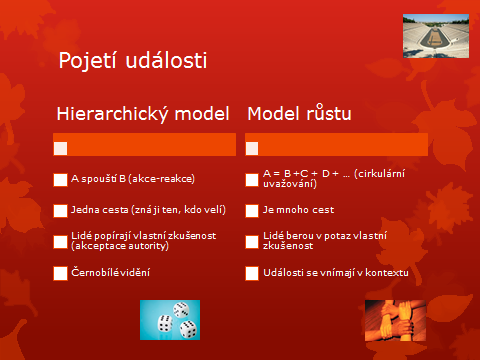 Pojetí události
Hierarchický model
A spouští B (akce-reakce)
Jedna cesta (zná ji ten, kdo velí)
Lidé popírají vlastní zkušenost
(akceptace autority)
Černobílé vidění
Model růstu
A = B +C + D + ... (cirkulární
uvažování)
Je mnoho cest
Lidé berou v potaz vlastní
zkušenost
Události se vnímají v kontextu